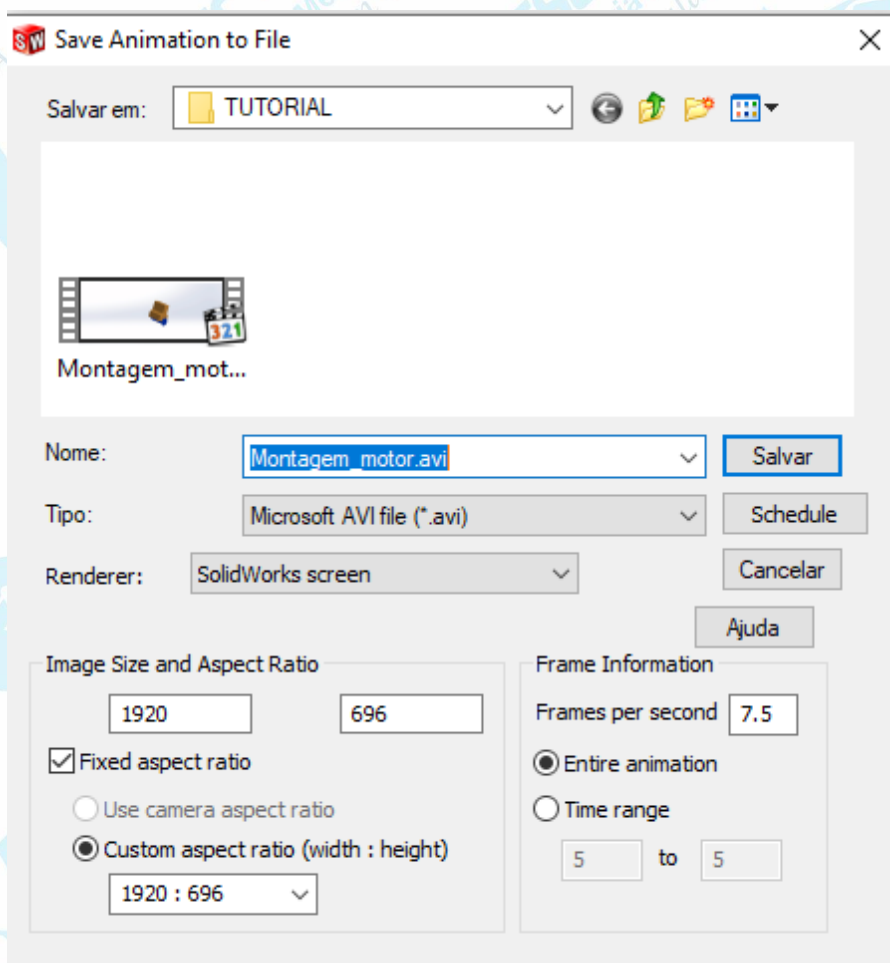 SW Save Animation to File
Salvar em: TUTORIAL
321
Montagem_mot...
Nome: Montagem_motor.avi Salvar
Tipo: Microsoft AVI file (*.avi) Schedule
Renderer: SolidWorks screen Cancelar
Ajuda
Image Size and Aspect Ratio
1920 696
Fixed aspect ratio
Use camera aspect ratio
Custom aspect ratio (width : height)
1920 : 696
Frame Information
Frames per second 7.5
Entire animation
Time range
5 to 5